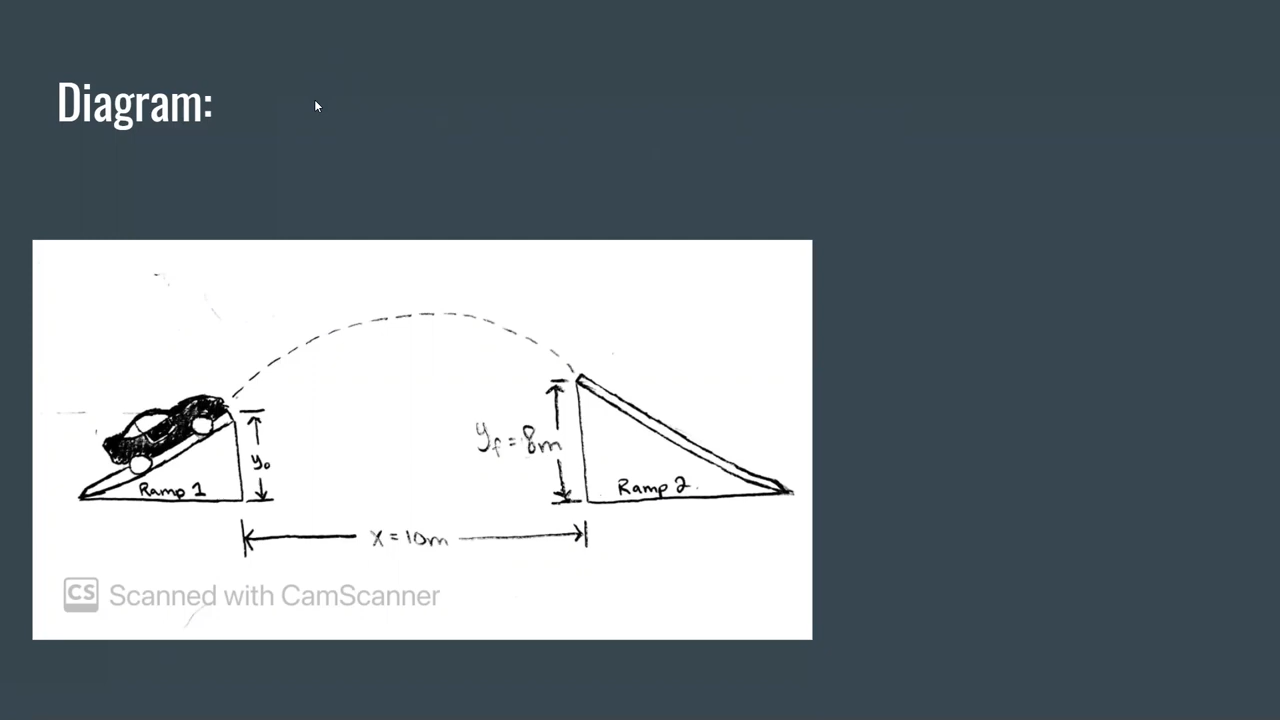 Diagram:
y₀
y_f = 8m
Ramp 1
Ramp 2
x = 10m
CS Scanned with CamScanner